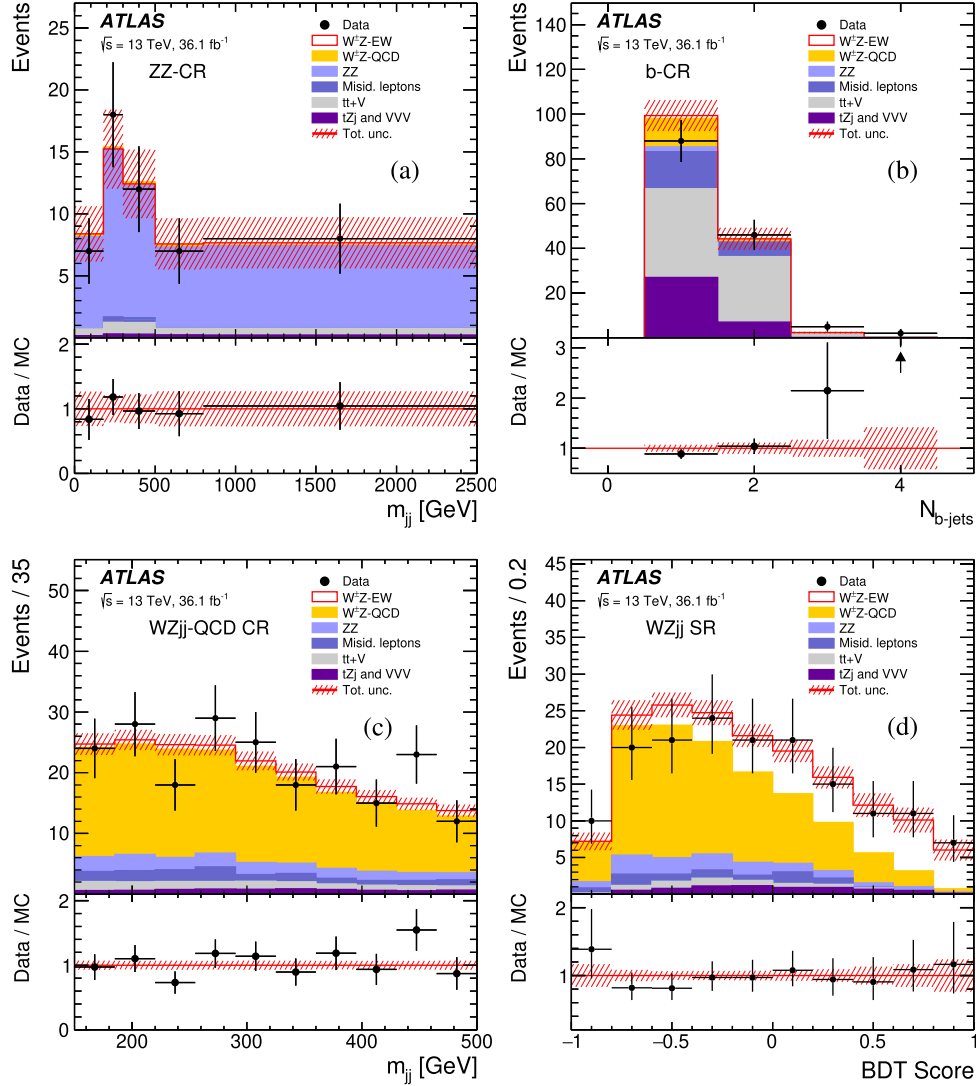 Events
25
20
15
10
5
ATLAS
√s = 13 TeV, 36.1 fb⁻¹
ZZ-CR
Data
W±Z-EW
W±Z-QCD
ZZ
Misid. leptons
tt+V
tZj and VVV
Tot. unc.
(a)
Data / MC
2
1
0
0 500 1000 1500 2000 2500
m_jj [GeV]
Events
140
120
100
80
60
40
20
ATLAS
√s = 13 TeV, 36.1 fb⁻¹
b-CR
Data
W±Z-EW
W±Z-QCD
ZZ
Misid. leptons
tt+V
tZj and VVV
Tot. unc.
(b)
Data / MC
3
2
1
0 2 4
N_b-jets
Events / 35
50
40
30
20
10
ATLAS
√s = 13 TeV, 36.1 fb⁻¹
WZjj-QCD CR
Data
W±Z-EW
W±Z-QCD
ZZ
Misid. leptons
tt+V
tZj and VVV
Tot. unc.
(c)
Data / MC
2
1
0
200 300 400 500
m_jj [GeV]
Events / 0.2
45
40
35
30
25
20
15
10
5
ATLAS
√s = 13 TeV, 36.1 fb⁻¹
WZjj SR
Data
W±Z-EW
W±Z-QCD
ZZ
Misid. leptons
tt+V
tZj and VVV
Tot. unc.
(d)
Data / MC
2
1
0
−1 −0.5 0 0.5 1
BDT Score